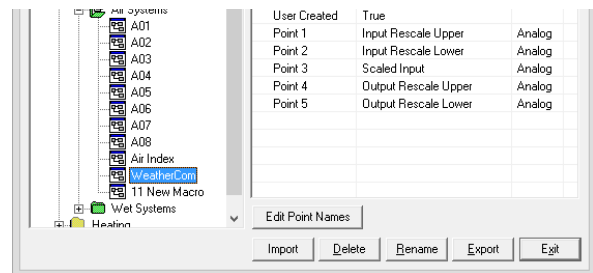 Air Systems
A01
A02
A03
A04
A05
A06
A07
A08
Air Index
WeatherCom
11 New Macro
Wet Systems
Heating
User Created True
Point 1 Input Rescale Upper Analog
Point 2 Input Rescale Lower Analog
Point 3 Scaled Input Analog
Point 4 Output Rescale Upper Analog
Point 5 Output Rescale Lower Analog
Edit Point Names
Import Delete Rename Export Exit